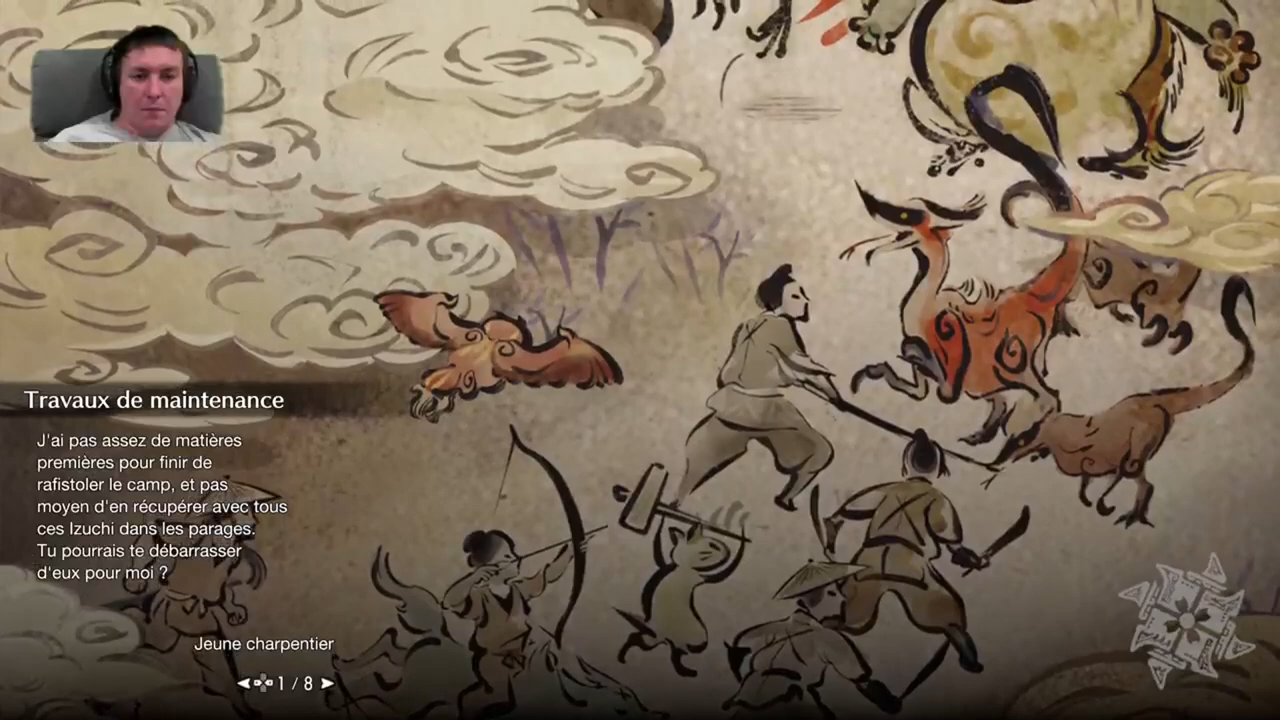 Travaux de maintenance
J'ai pas assez de matières
premières pour finir de
rafistoler le camp, et pas
moyen d'en récupérer avec tous
ces Izuchi dans les parages.
Tu pourrais te débarrasser
d'eux pour moi ?
Jeune charpentier
1 / 8